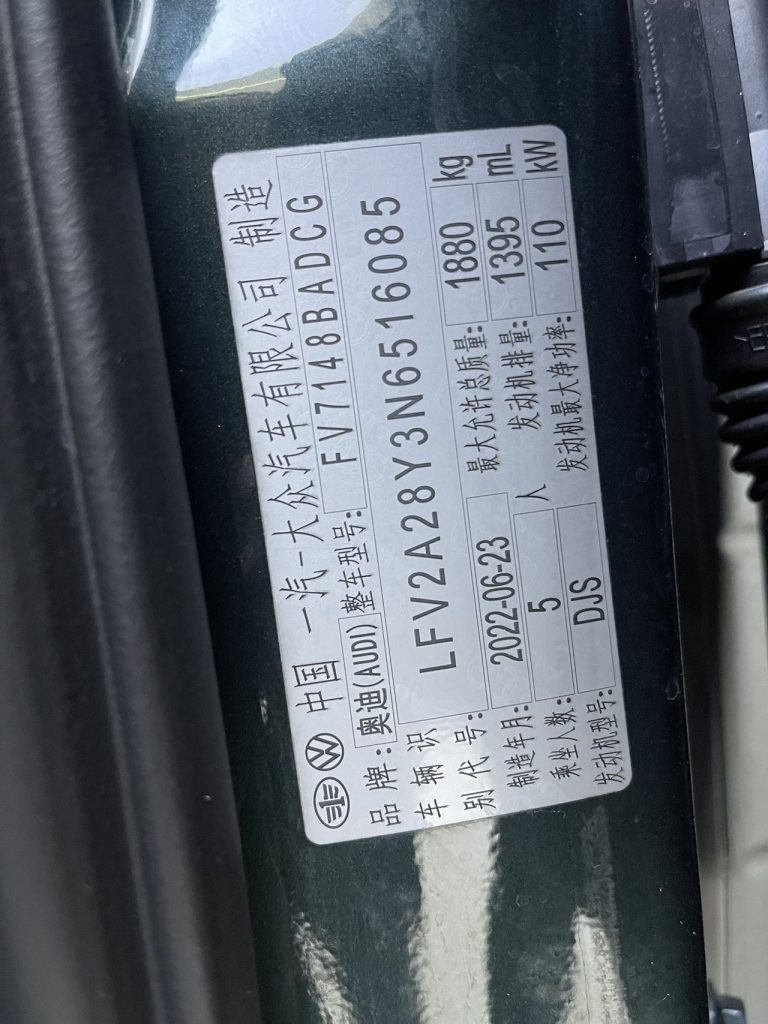 中国 一汽-大众汽车有限公司 制造
品牌:奥迪(AUDI) 整车型号: FV7148BADCG
车辆识别代号: LFV2A28Y3N6516085
制造年月: 2022-06-23 最大允许总质量: 1880 kg
乘坐人数: 5 人 发动机排量: 1395 mL
发动机型号: DJS 发动机最大净功率: 110 kW